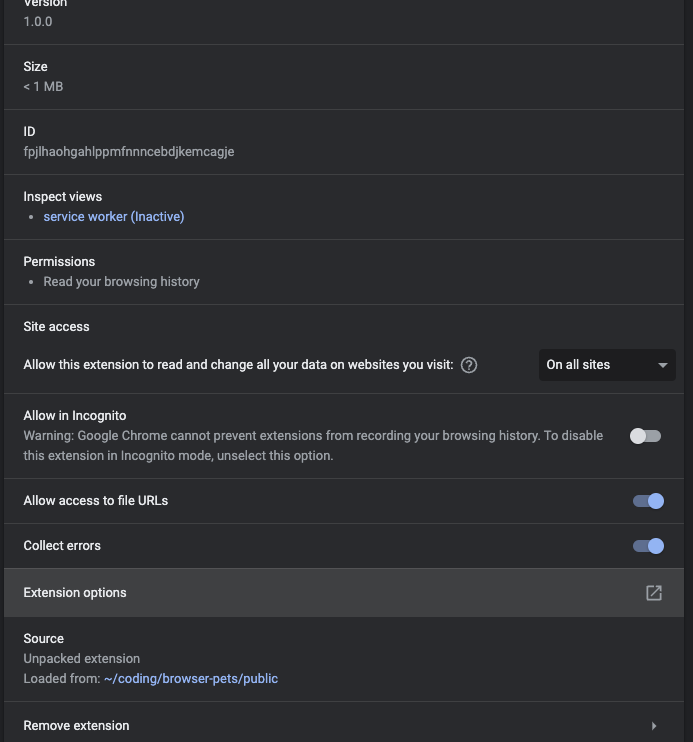 Version
1.0.0
Size
< 1 MB
ID
fpjlhaohgahlppmfnnncebdjkemcagje
Inspect views
• service worker (Inactive)
Permissions
• Read your browsing history
Site access
Allow this extension to read and change all your data on websites you visit: ? On all sites
Allow in Incognito
Warning: Google Chrome cannot prevent extensions from recording your browsing history. To disable
this extension in Incognito mode, unselect this option.
Allow access to file URLs
Collect errors
Extension options
Source
Unpacked extension
Loaded from: ~/coding/browser-pets/public
Remove extension